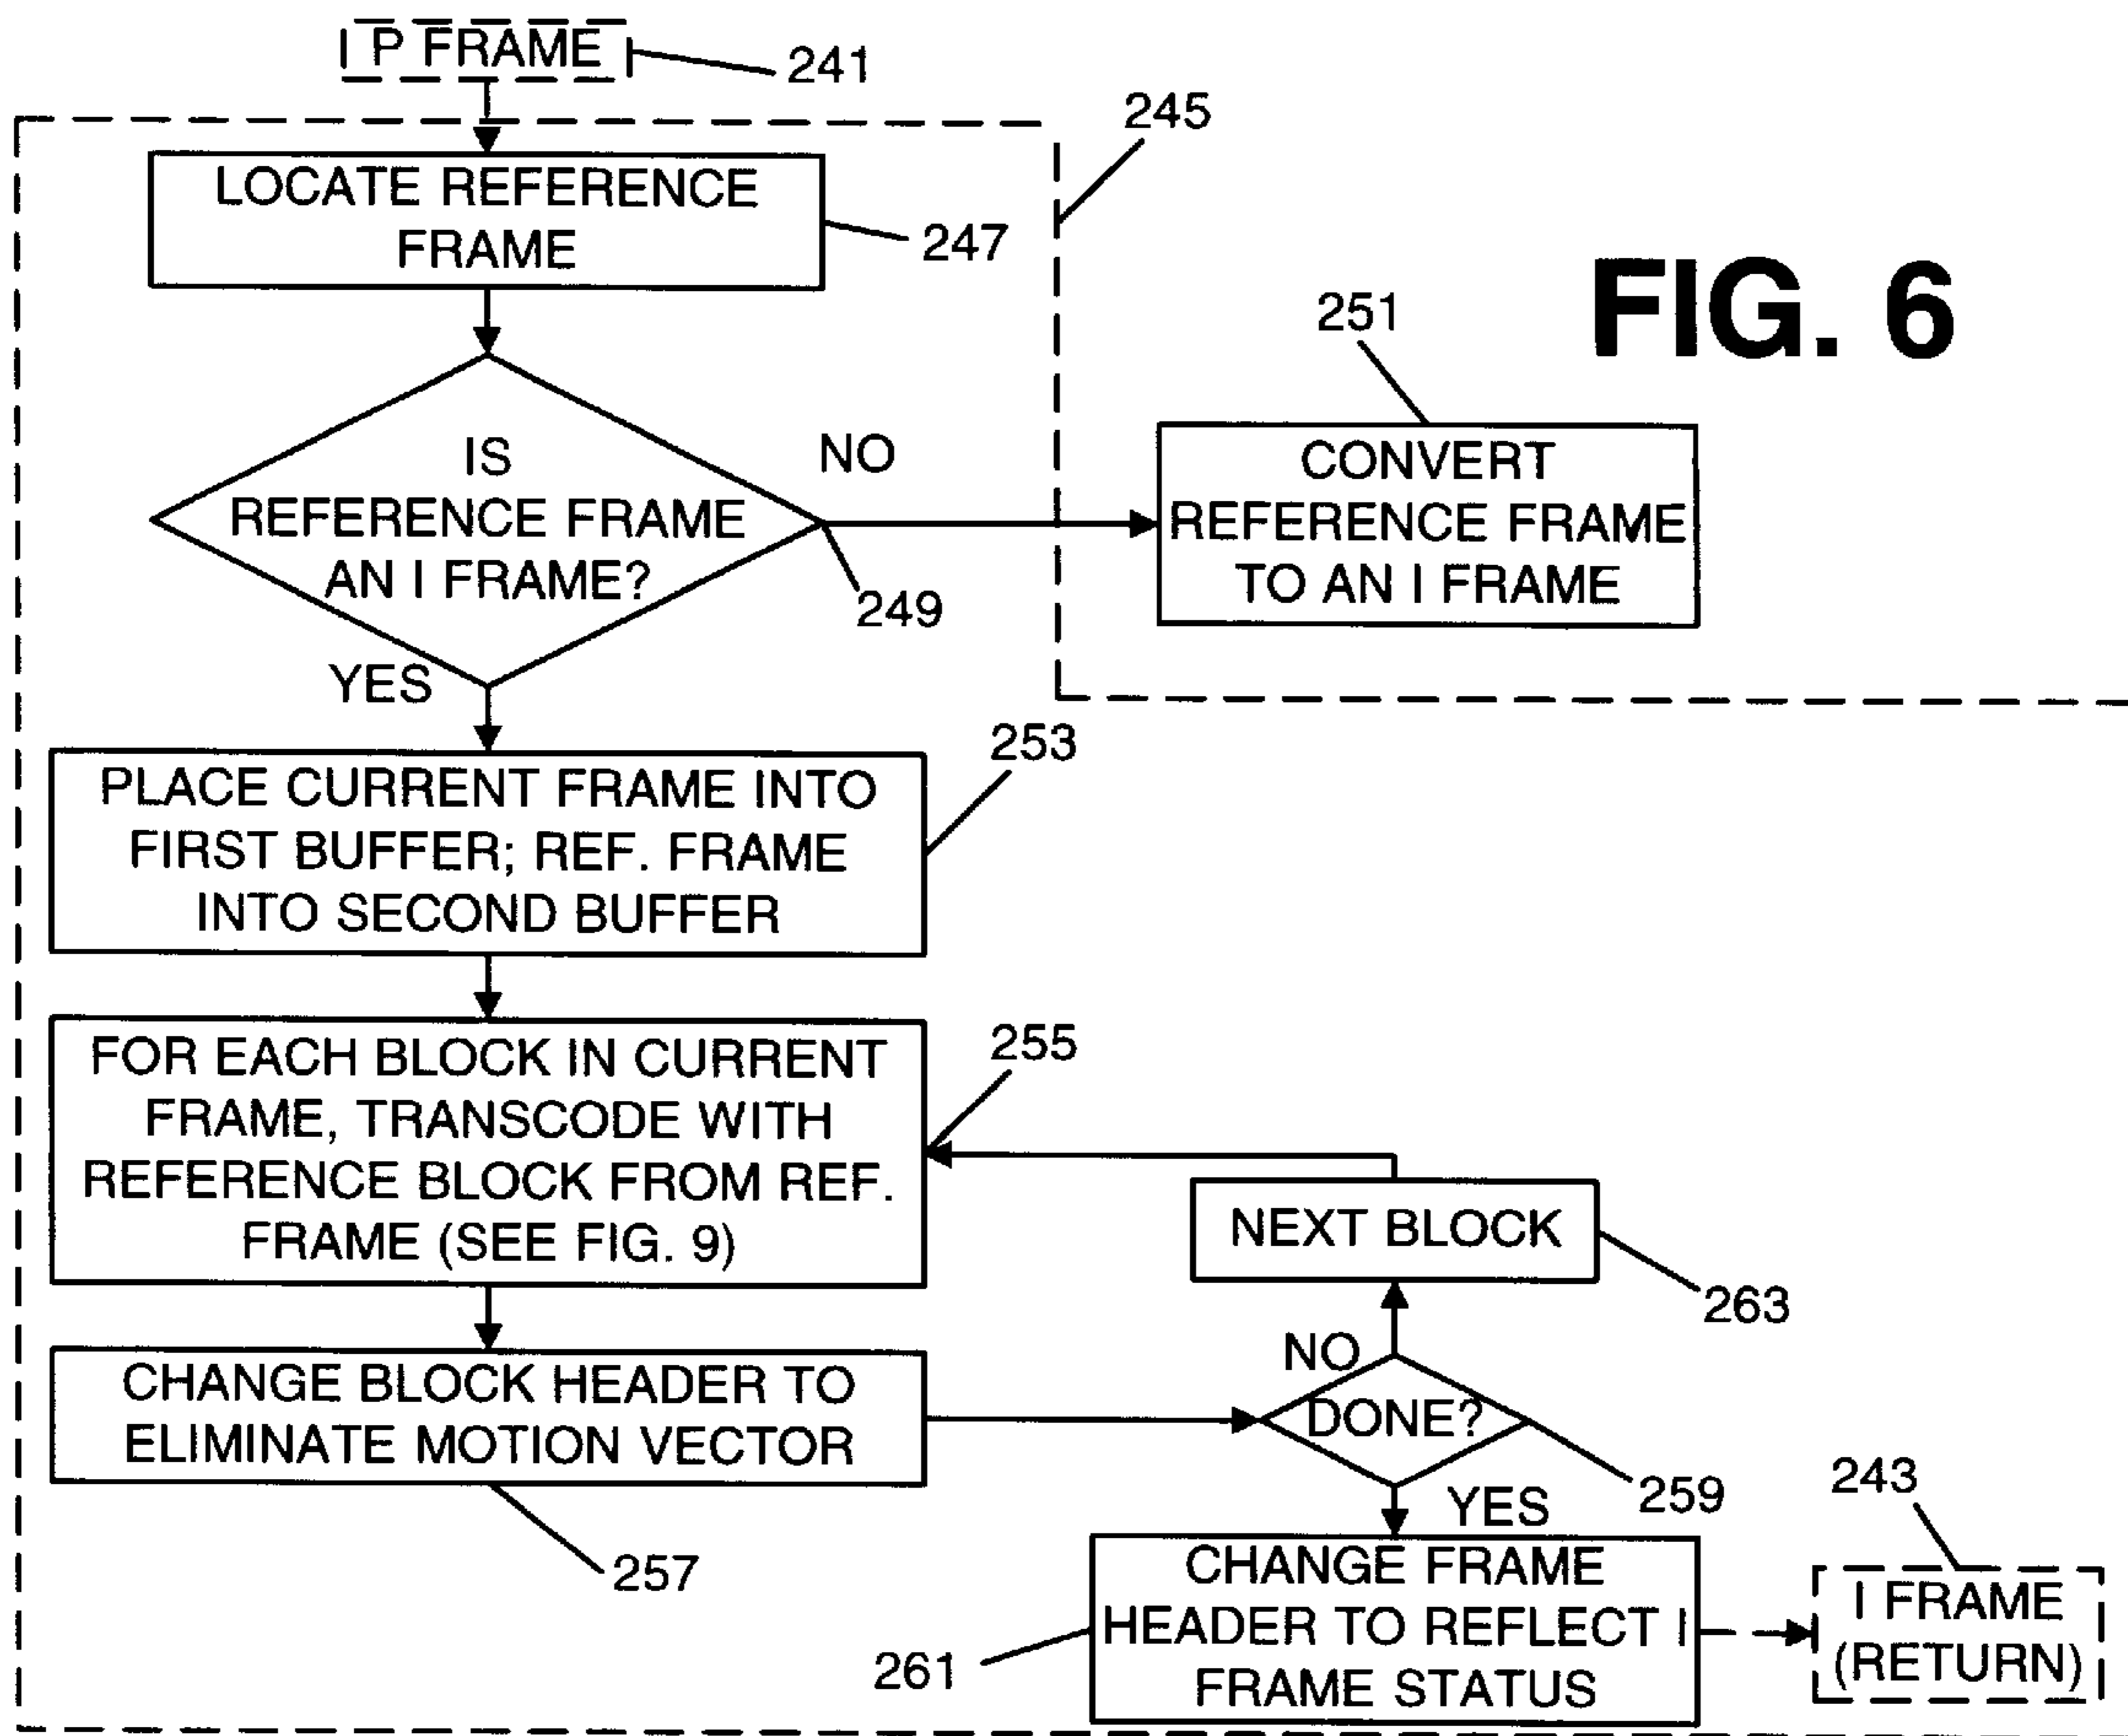 P FRAME
241
245
LOCATE REFERENCE
FRAME
247
FIG. 6
251
IS
REFERENCE FRAME
AN I FRAME?
NO
249
YES
CONVERT
REFERENCE FRAME
TO AN I FRAME
253
PLACE CURRENT FRAME INTO
FIRST BUFFER; REF. FRAME
INTO SECOND BUFFER
255
FOR EACH BLOCK IN CURRENT
FRAME, TRANSCODE WITH
REFERENCE BLOCK FROM REF.
FRAME (SEE FIG. 9)
NEXT BLOCK
263
CHANGE BLOCK HEADER TO
ELIMINATE MOTION VECTOR
257
NO
DONE?
259
YES
243
CHANGE FRAME
HEADER TO REFLECT I
FRAME STATUS
261
I FRAME
(RETURN)